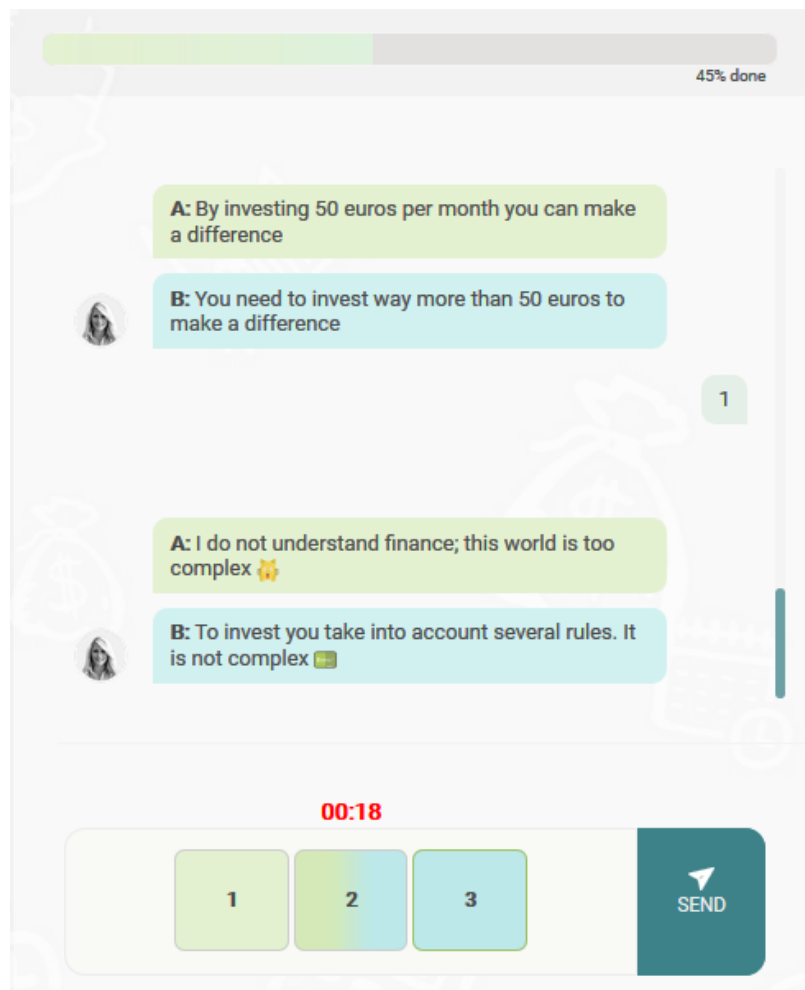 45% done
A: By investing 50 euros per month you can make
a difference
B: You need to invest way more than 50 euros to
make a difference
1
A: I do not understand finance; this world is too
complex 🙀
B: To invest you take into account several rules. It
is not complex 💳
00:18
1
2
3
SEND